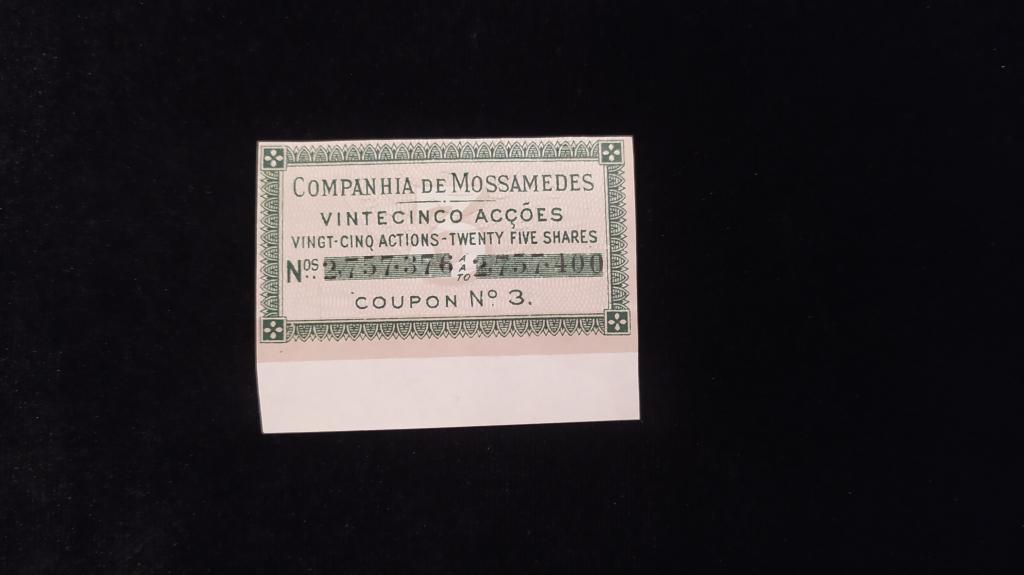 COMPANHIA DE MOSSAMEDES
VINTECINCO ACÇÕES
VINGT-CINQ ACTIONS - TWENTY FIVE SHARES
Nos. 2,757.376 A À TO 2,757.400
COUPON No 3.